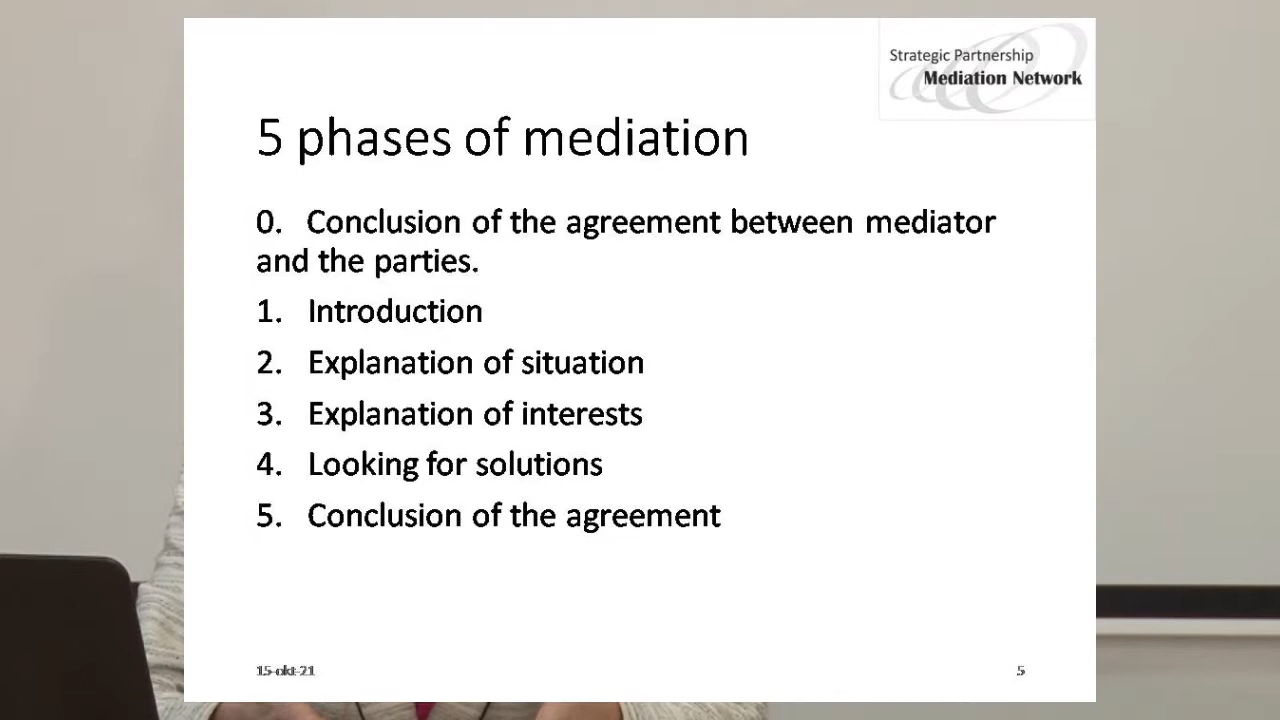 Strategic Partnership
Mediation Network
5 phases of mediation
0. Conclusion of the agreement between mediator
and the parties.
1. Introduction
2. Explanation of situation
3. Explanation of interests
4. Looking for solutions
5. Conclusion of the agreement
15-okt-21
5